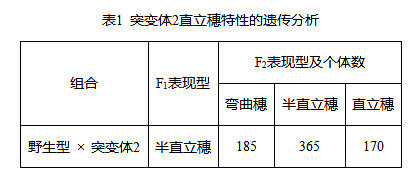 表1 突变体2直立穗特性的遗传分析
组合 F₁表现型 F₂表现型及个体数
弯曲穗 半直立穗 直立穗
野生型 × 突变体2 半直立穗 185 365 170